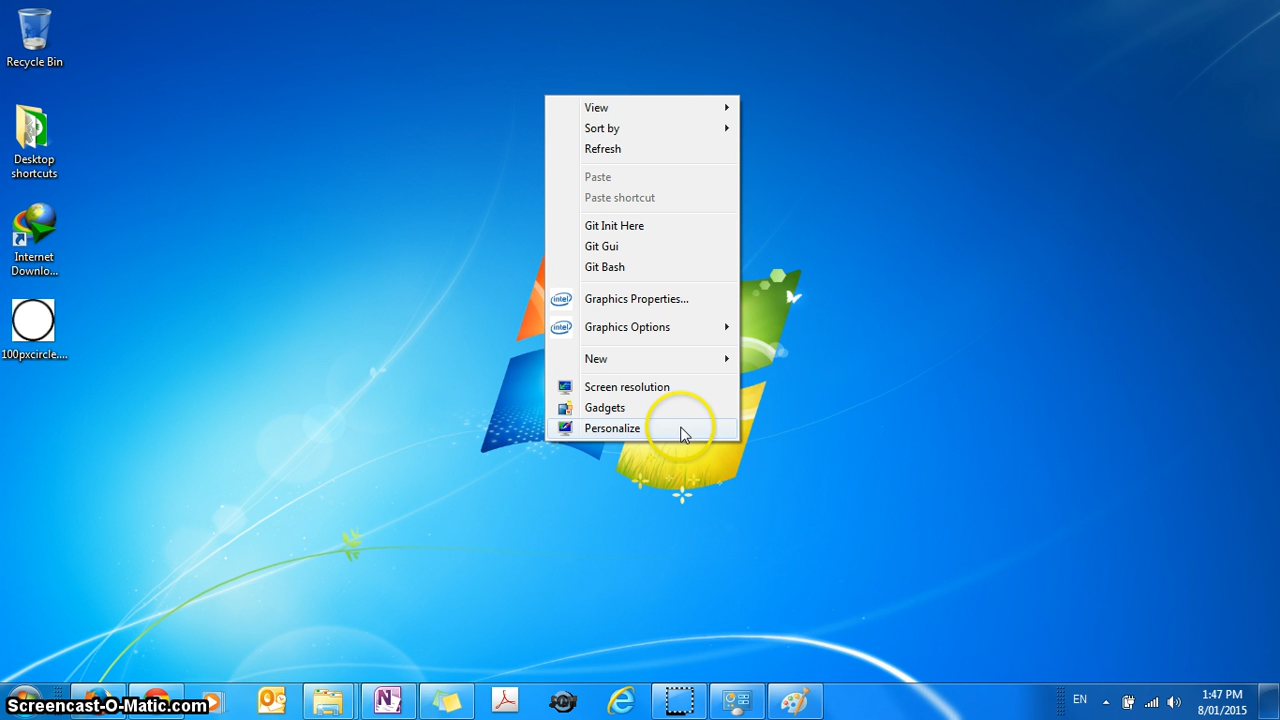 Recycle Bin
Desktop
shortcuts
Internet
Downlo...
100pxcircle....
View
Sort by
Refresh
Paste
Paste shortcut
Git Init Here
Git Gui
Git Bash
intel
Graphics Properties...
intel
Graphics Options
New
Screen resolution
Gadgets
Personalize
Screencast-O-Matic.com
EN
1:47 PM
8/01/2015